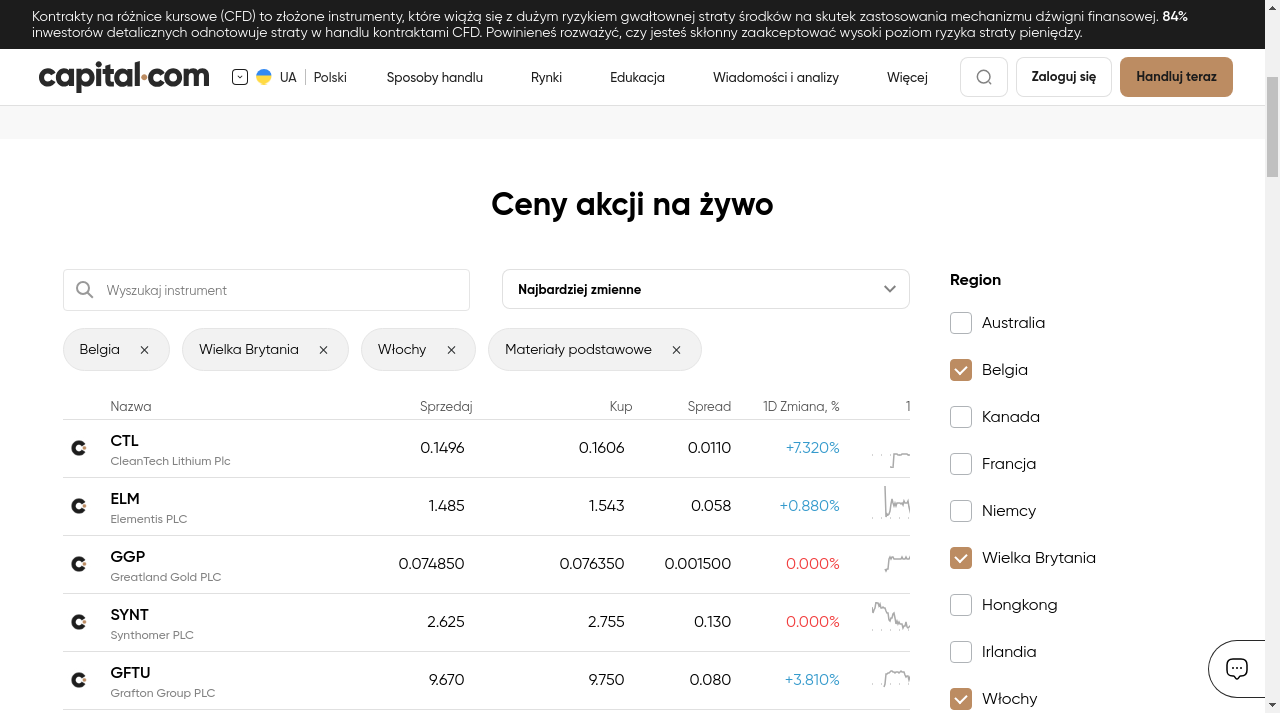 Kontrakty na różnice kursowe (CFD) to złożone instrumenty, które wiążą się z dużym ryzykiem gwałtownej straty środków na skutek zastosowania mechanizmu dźwigni finansowej. 84%
inwestorów detalicznych odnotowuje straty w handlu kontraktami CFD. Powinieneś rozważyć, czy jesteś skłonny zaakceptować wysoki poziom ryzyka straty pieniędzy.
capital.com UA Polski Sposoby handlu Rynki Edukacja Wiadomości i analizy Więcej Zaloguj się Handluj teraz
Ceny akcji na żywo
Wyszukaj instrument
Najbardziej zmienne
Belgia Wielka Brytania Włochy Materiały podstawowe
Nazwa Sprzedaj Kup Spread 1D Zmiana, % 1
CTL 0.1496 0.1606 0.0110 +7.320%
CleanTech Lithium Plc
ELM 1.485 1.543 0.058 +0.880%
Elementis PLC
GGP 0.074850 0.076350 0.001500 0.000%
Greatland Gold PLC
SYNT 2.625 2.755 0.130 0.000%
Synthomer PLC
GFTU 9.670 9.750 0.080 +3.810%
Grafton Group PLC
Region
Australia
Belgia
Kanada
Francja
Niemcy
Wielka Brytania
Hongkong
Irlandia
Włochy